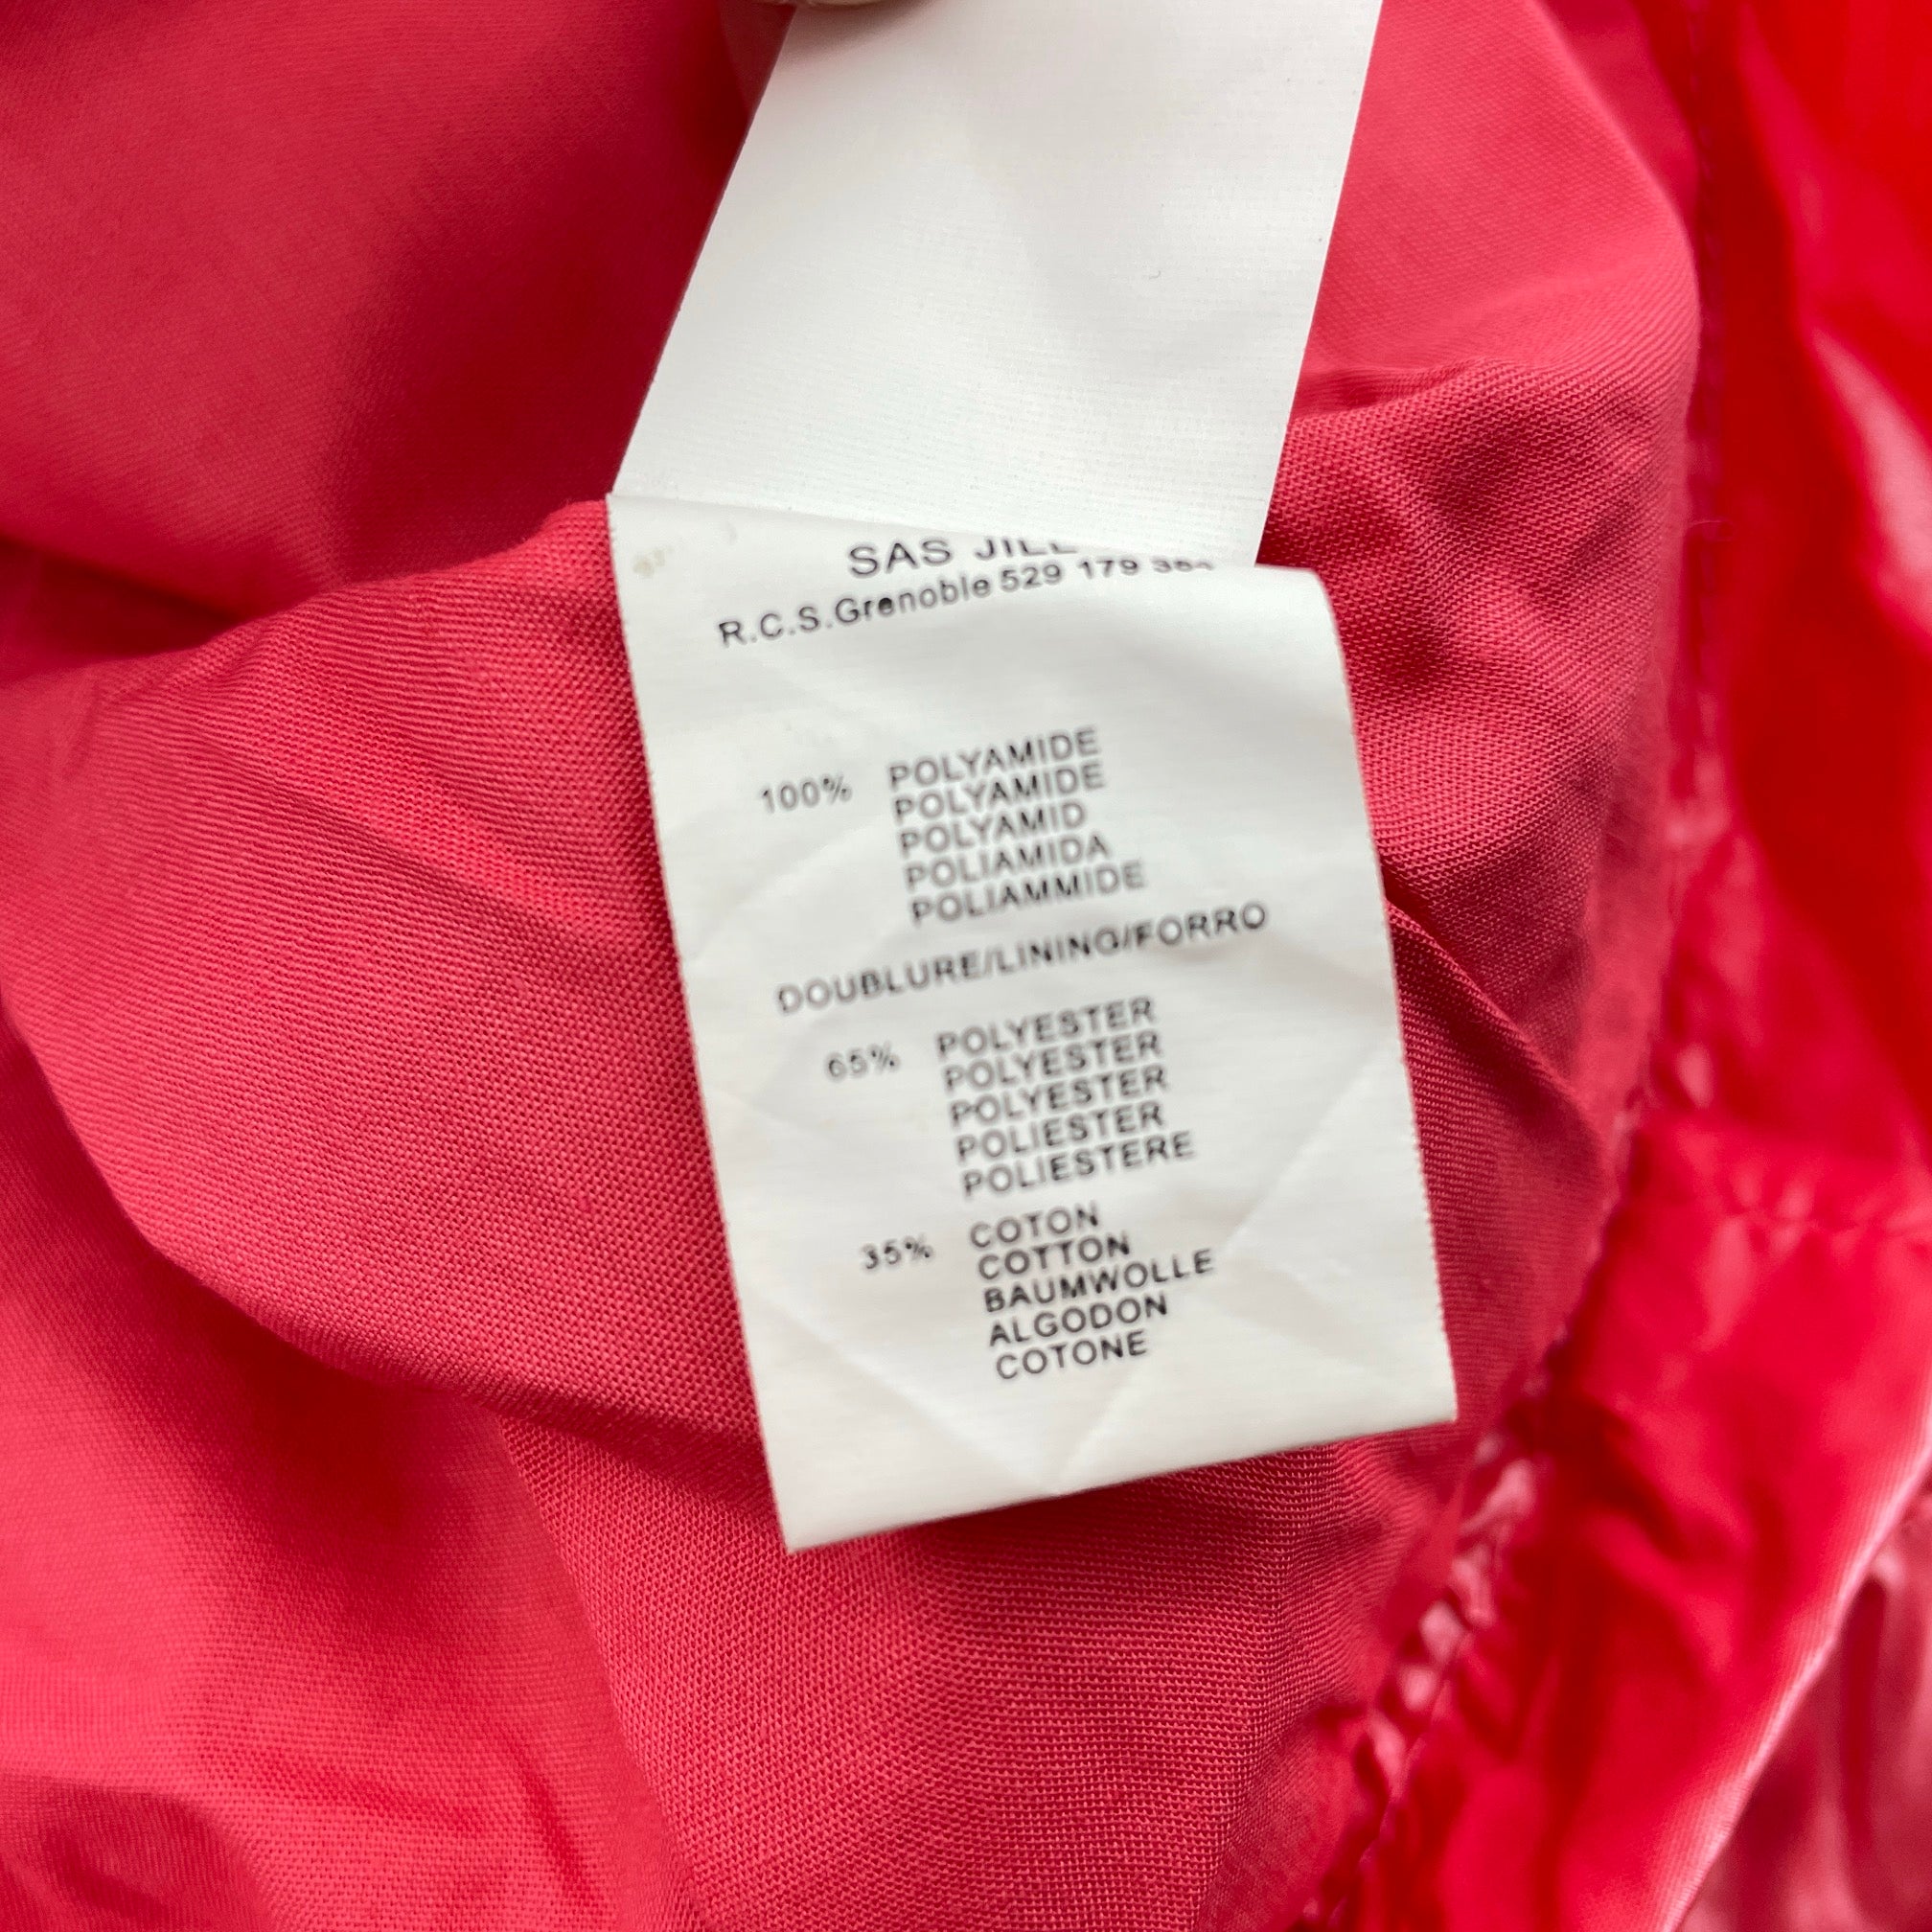 SAS JILL
R.C.S.Grenoble 529 179
100% POLYAMIDE
POLYAMIDE
POLYAMID
POLIAMIDA
POLIAMMIDE
DOUBLURE/LINING/FORRO
65% POLYESTER
POLYESTER
POLYESTER
POLIESTER
POLIESTERE
35% COTON
COTTON
BAUMWOLLE
ALGODON
COTONE